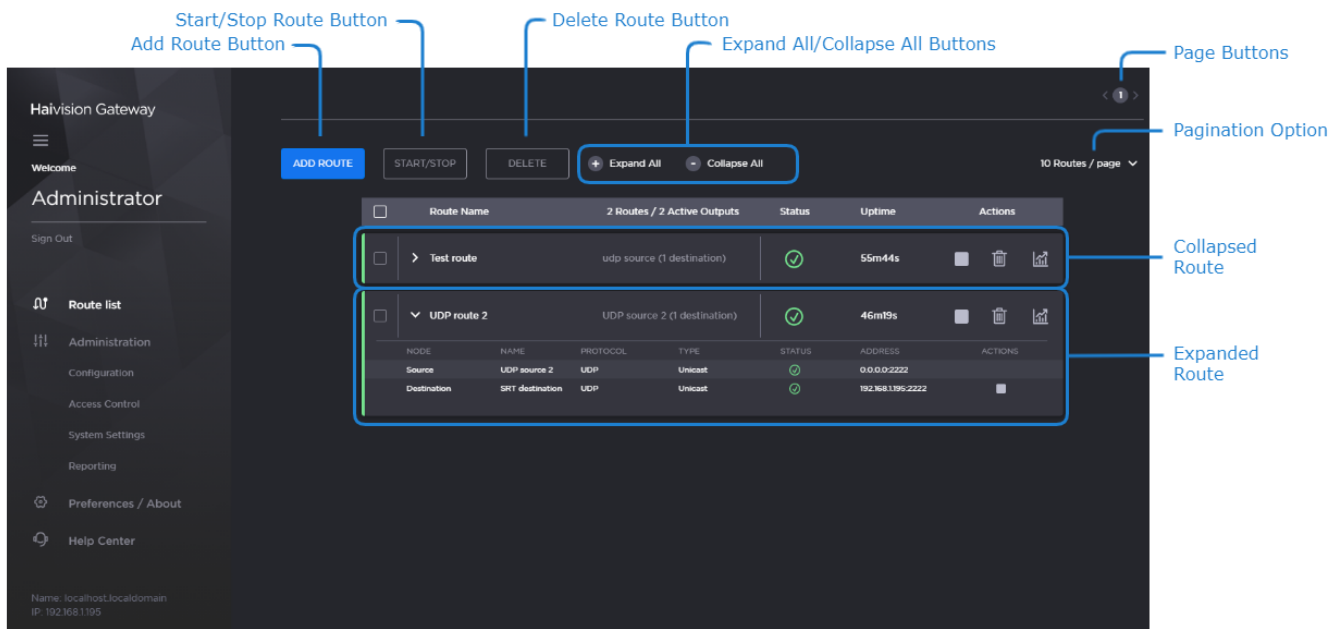 Start/Stop Route Button
Delete Route Button
Add Route Button
Expand All/Collapse All Buttons
Page Buttons
Haivision Gateway
< 1 >
Pagination Option
Welcome
ADD ROUTE START/STOP DELETE + Expand All - Collapse All 10 Routes / page
Administrator
Route Name 2 Routes / 2 Active Outputs Status Uptime Actions
Sign Out
Test route udp source (1 destination) 55m44s
Collapsed
Route
Route list
UDP route 2 UDP source 2 (1 destination) 46m19s
Administration
NODE NAME PROTOCOL TYPE STATUS ADDRESS ACTIONS
Expanded
Route
Configuration
Source UDP source 2 UDP Unicast 0.0.0.0:2222
Destination SRT destination UDP Unicast 192.168.1.195:2222
Access Control
System Settings
Reporting
Preferences / About
Help Center
Name: localhost.localdomain
IP: 192.168.1.195